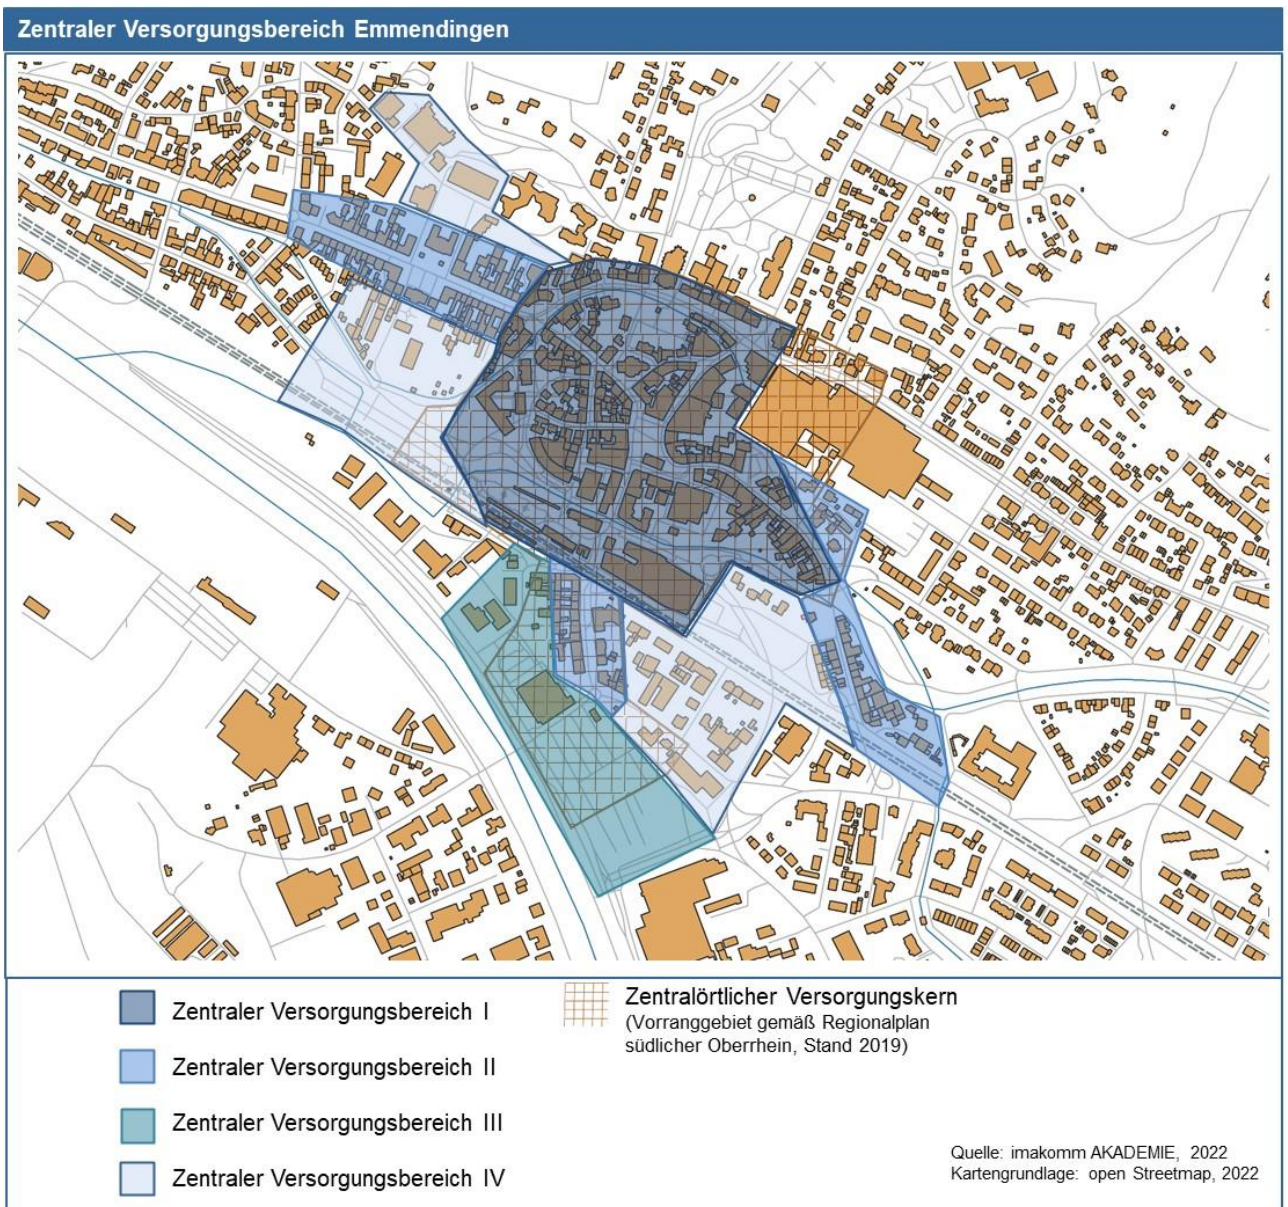 Zentraler Versorgungsbereich Emmendingen
Zentraler Versorgungsbereich I
Zentraler Versorgungsbereich II
Zentraler Versorgungsbereich III
Zentraler Versorgungsbereich IV
Zentralörtlicher Versorgungskern
(Vorranggebiet gemäß Regionalplan
südlicher Oberrhein, Stand 2019)
Quelle: imakomm AKADEMIE, 2022
Kartengrundlage: open Streetmap, 2022